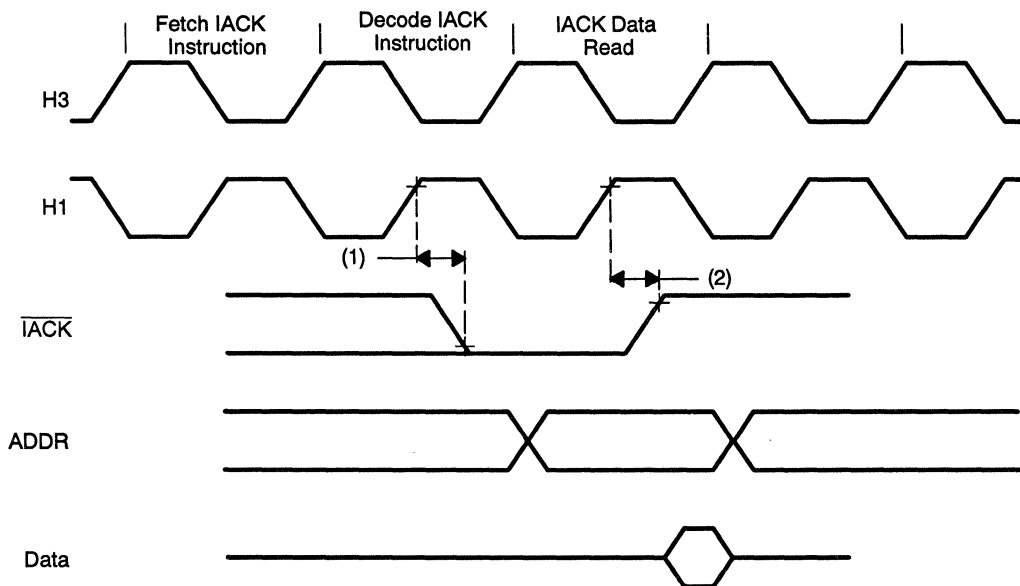 Fetch IACK
Instruction
Decode IACK
Instruction
IACK Data
Read
H3
H1
(1)
(2)
IACK
ADDR
Data